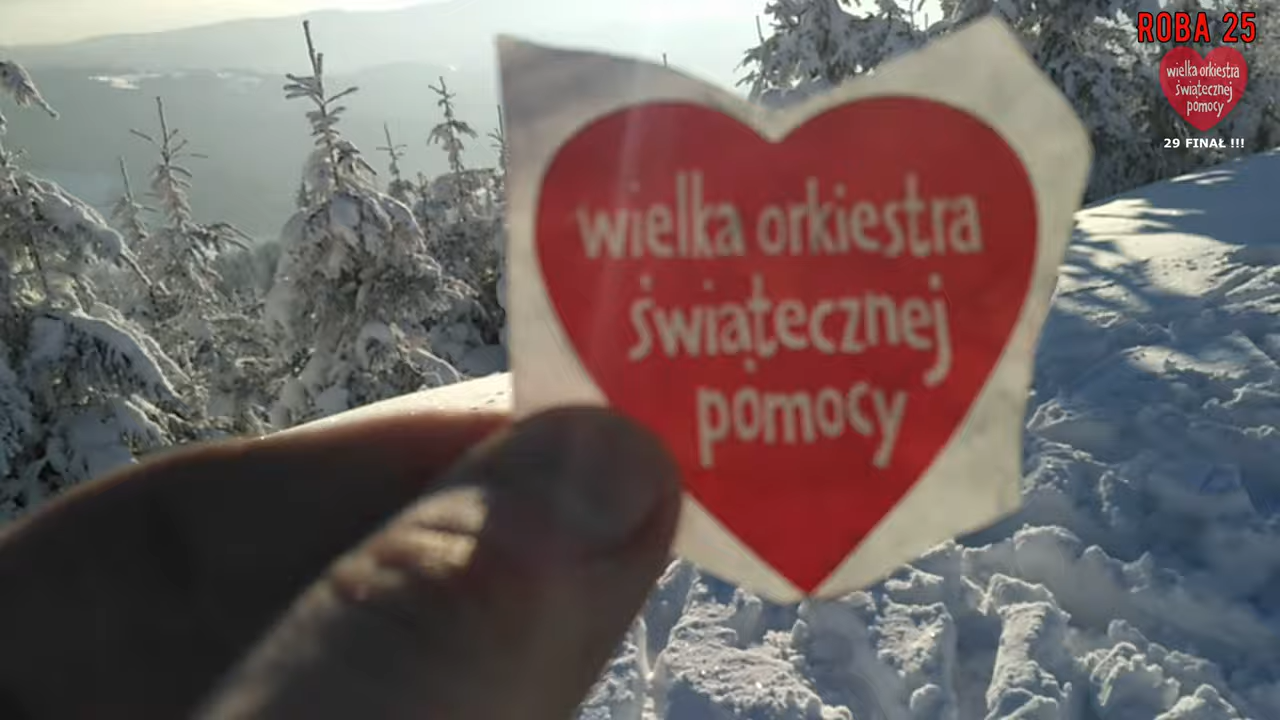 ROBA 25
wielka orkiestra
świątecznej
pomocy
29 FINAŁ !!!
wielka orkiestra
świątecznej
pomocy